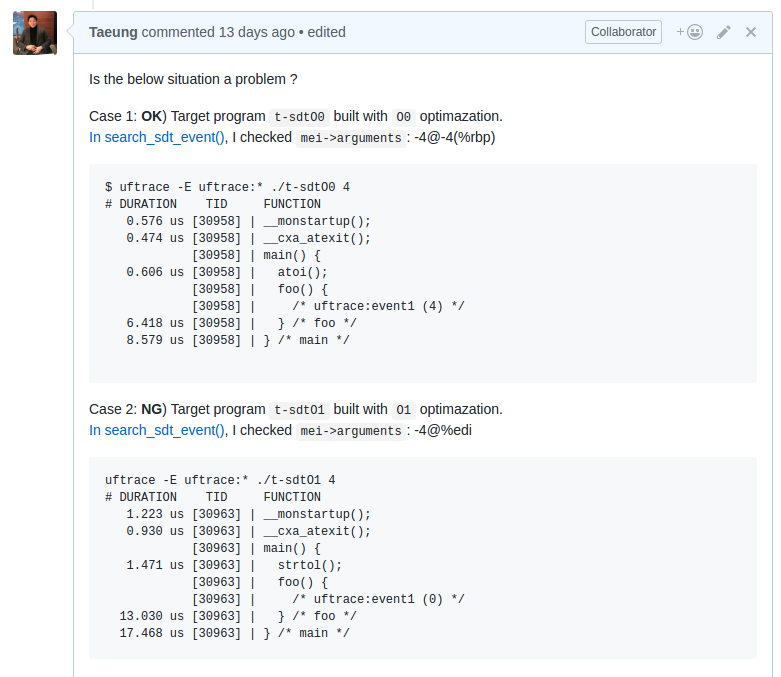 Taeung commented 13 days ago • edited
Collaborator
Is the below situation a problem ?
Case 1: OK) Target program t-sdtO0 built with O0 optimazation.
In search_sdt_event(), I checked mei->arguments : -4@-4(%rbp)
$ uftrace -E uftrace:* ./t-sdtO0 4
# DURATION    TID     FUNCTION
   0.576 us [30958] | __monstartup();
   0.474 us [30958] | __cxa_atexit();
            [30958] | main() {
   0.606 us [30958] |   atoi();
            [30958] |   foo() {
            [30958] |     /* uftrace:event1 (4) */
   6.418 us [30958] |   } /* foo */
   8.579 us [30958] | } /* main */
Case 2: NG) Target program t-sdtO1 built with O1 optimazation.
In search_sdt_event(), I checked mei->arguments : -4@%edi
uftrace -E uftrace:* ./t-sdtO1 4
# DURATION    TID     FUNCTION
   1.223 us [30963] | __monstartup();
   0.930 us [30963] | __cxa_atexit();
            [30963] | main() {
   1.471 us [30963] |   strtol();
            [30963] |   foo() {
            [30963] |     /* uftrace:event1 (0) */
  13.030 us [30963] |   } /* foo */
  17.468 us [30963] | } /* main */